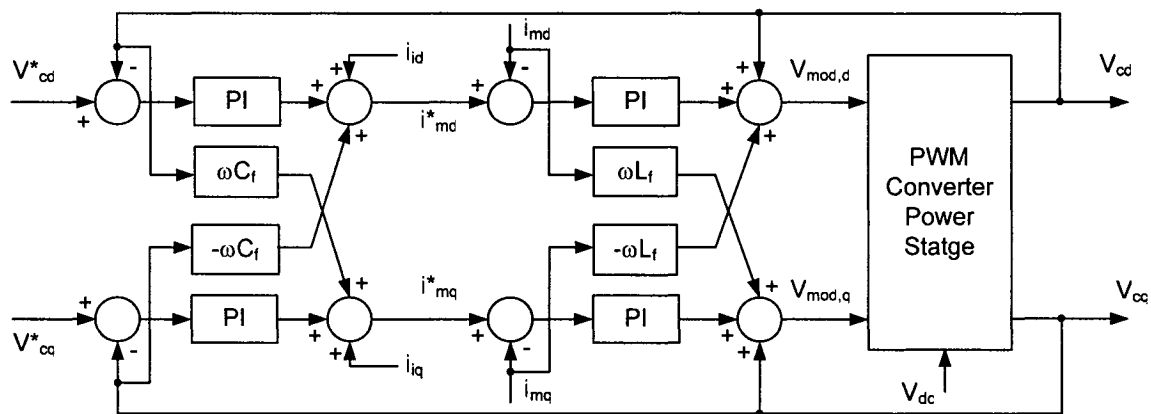 V*cd
+
-
PI
ωCf
-ωCf
PI
+
-
V*cq
iid
+
+
+
i*md
i*mq
+
+
+
iiq
imd
-
+
PI
ωLf
-ωLf
PI
+
-
imq
+
+
+
Vmod,d
+
+
+
Vmod,q
PWM
Converter
Power
Statge
Vdc
Vcd
Vcq